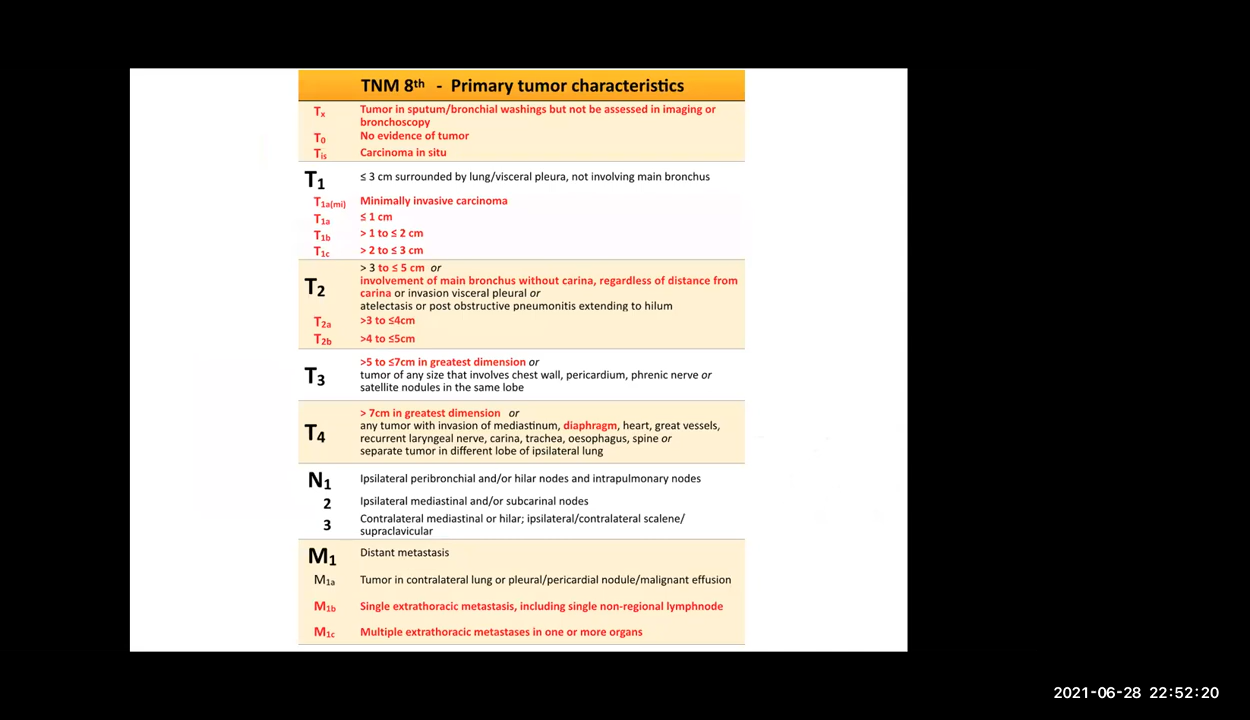 TNM 8th - Primary tumor characteristics
Tx Tumor in sputum/bronchial washings but not be assessed in imaging or
bronchoscopy
T0 No evidence of tumor
Tis Carcinoma in situ
T1 ≤ 3 cm surrounded by lung/visceral pleura, not involving main bronchus
T1a(mi) Minimally invasive carcinoma
T1a ≤ 1 cm
T1b > 1 to ≤ 2 cm
T1c > 2 to ≤ 3 cm
T2 > 3 to ≤ 5 cm or
involvement of main bronchus without carina, regardless of distance from
carina or invasion visceral pleural or
atelectasis or post obstructive pneumonitis extending to hilum
T2a >3 to ≤4cm
T2b >4 to ≤5cm
T3 >5 to ≤7cm in greatest dimension or
tumor of any size that involves chest wall, pericardium, phrenic nerve or
satellite nodules in the same lobe
T4 > 7cm in greatest dimension or
any tumor with invasion of mediastinum, diaphragm, heart, great vessels,
recurrent laryngeal nerve, carina, trachea, oesophagus, spine or
separate tumor in different lobe of ipsilateral lung
N1 Ipsilateral peribronchial and/or hilar nodes and intrapulmonary nodes
2 Ipsilateral mediastinal and/or subcarinal nodes
3 Contralateral mediastinal or hilar; ipsilateral/contralateral scalene/
supraclavicular
M1 Distant metastasis
M1a Tumor in contralateral lung or pleural/pericardial nodule/malignant effusion
M1b Single extrathoracic metastasis, including single non-regional lymphnode
M1c Multiple extrathoracic metastases in one or more organs
2021-06-28 22:52:20